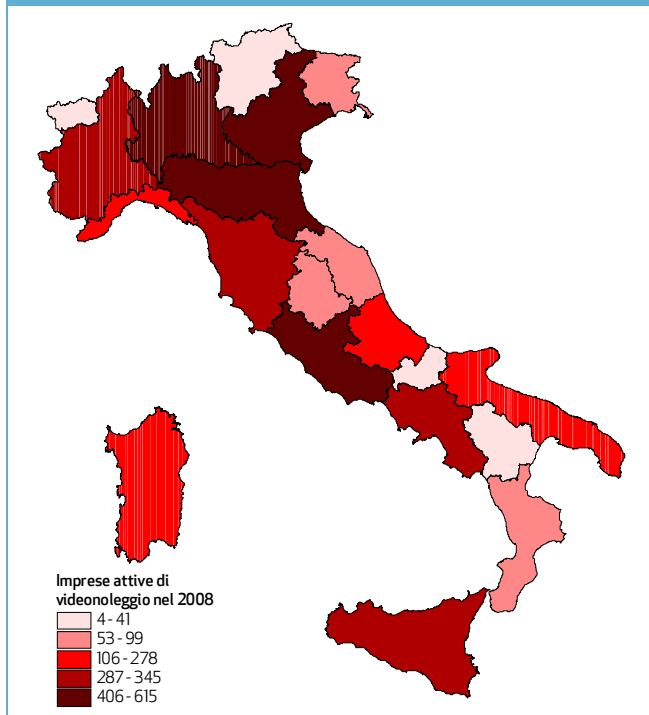 Imprese attive di
videonoleggio nel 2008
4 - 41
53 - 99
106 - 278
287 - 345
406 - 615